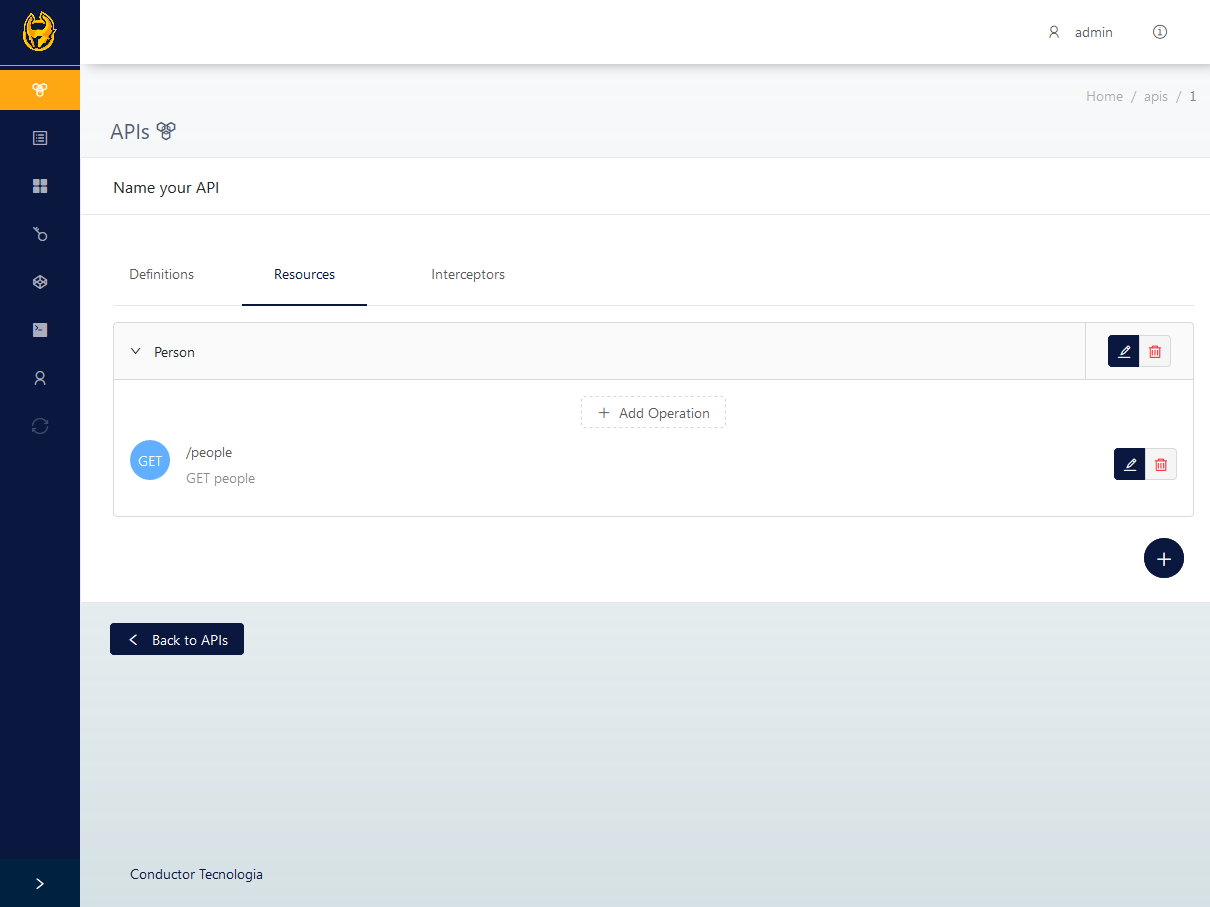 admin
Home / apis / 1
APIs
Name your API
Definitions Resources Interceptors
Person
Add Operation
GET /people
GET people
Back to APIs
Conductor Tecnologia